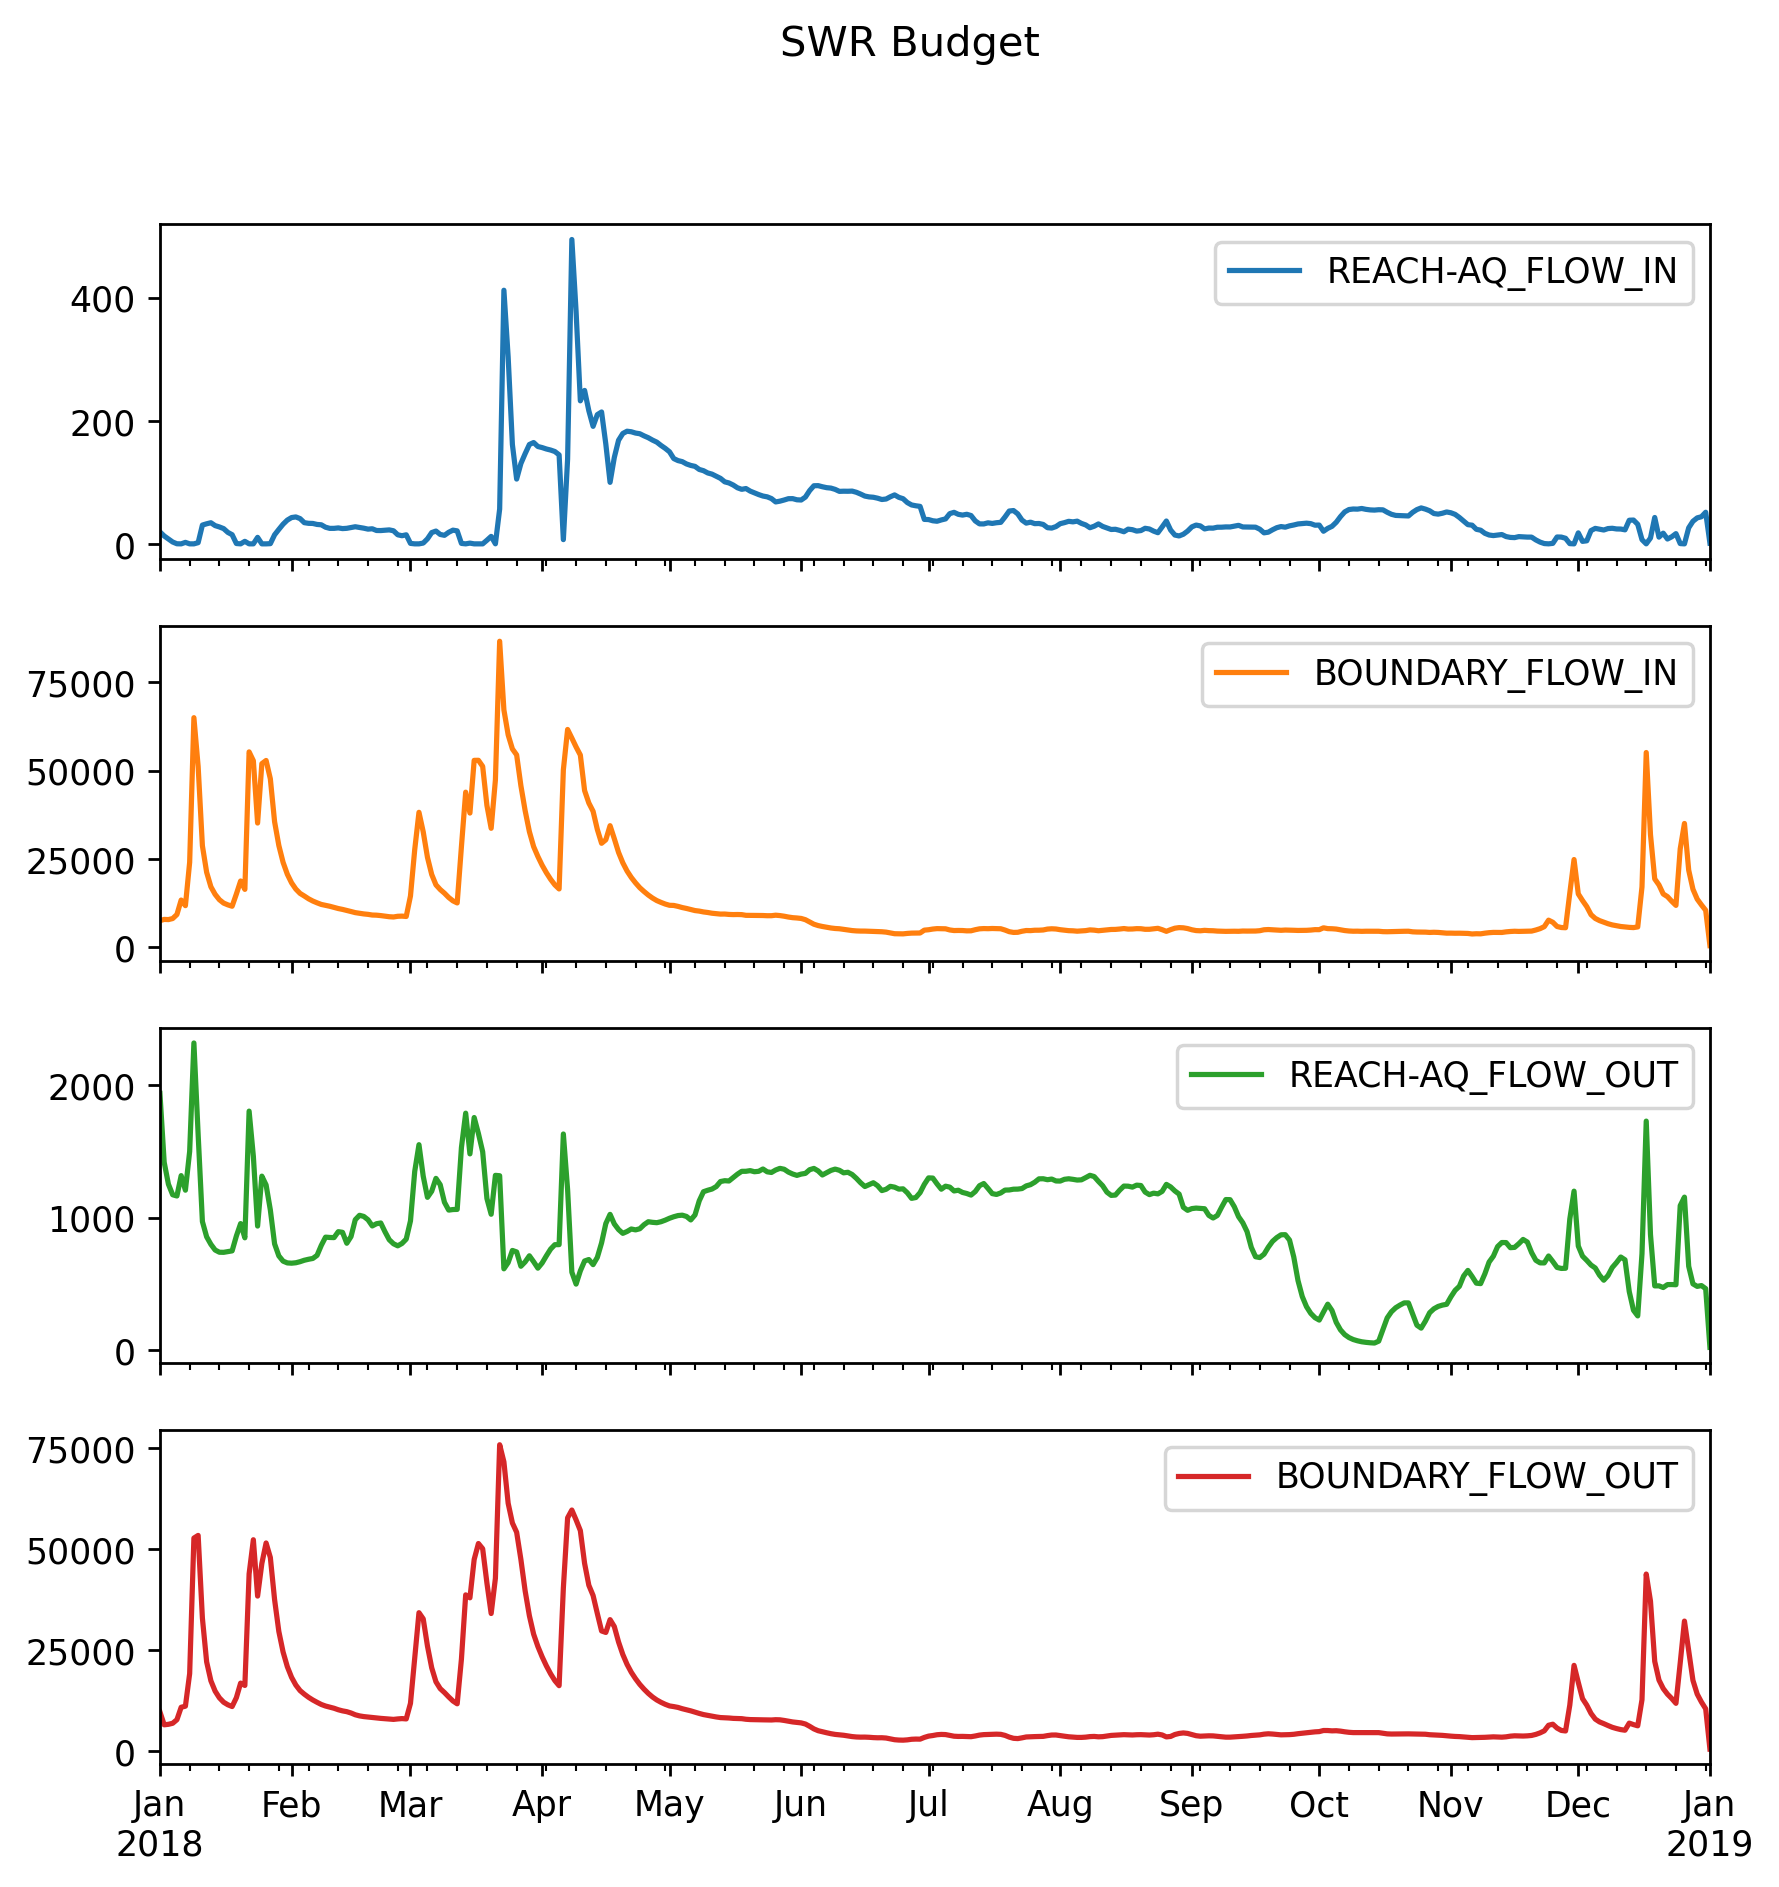 SWR Budget
REACH-AQ_FLOW_IN
400
200
0
BOUNDARY_FLOW_IN
75000
50000
25000
0
REACH-AQ_FLOW_OUT
2000
1000
0
BOUNDARY_FLOW_OUT
75000
50000
25000
0
Jan Feb Mar Apr May Jun Jul Aug Sep Oct Nov Dec Jan
2018 2019